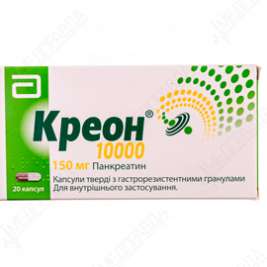 Креон®
10000
150 мг Панкреатин
Капсули тверді з гастрорезистентними гранулами
Для внутрішнього застосування.
20 капсул